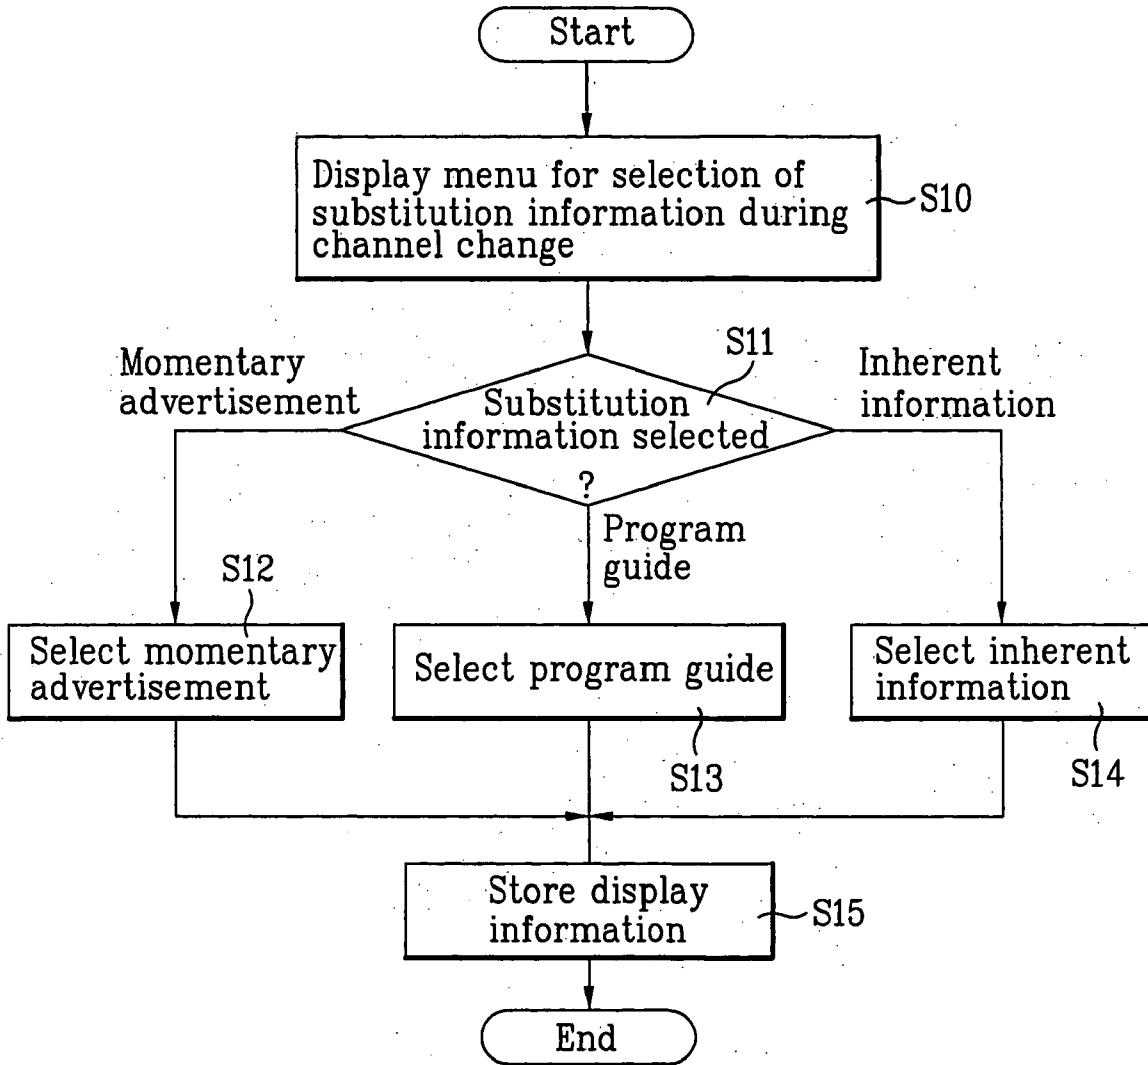 Start
Display menu for selection of
substitution information during
channel change
S10
S11
Momentary
advertisement
Substitution
information selected
?
Inherent
information
Program
guide
S12
Select momentary
advertisement
Select program guide
Select inherent
information
S13
S14
Store display
information
S15
End